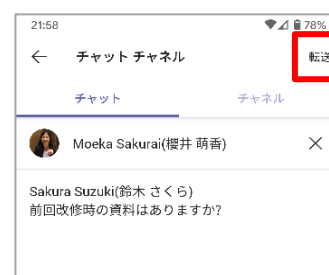 21:58 78%
← チャット チャネル 転送
チャット チャネル
Moeka Sakurai(櫻井 萌香) ×
Sakura Suzuki(鈴木 さくら)
前回改修時の資料はありますか?